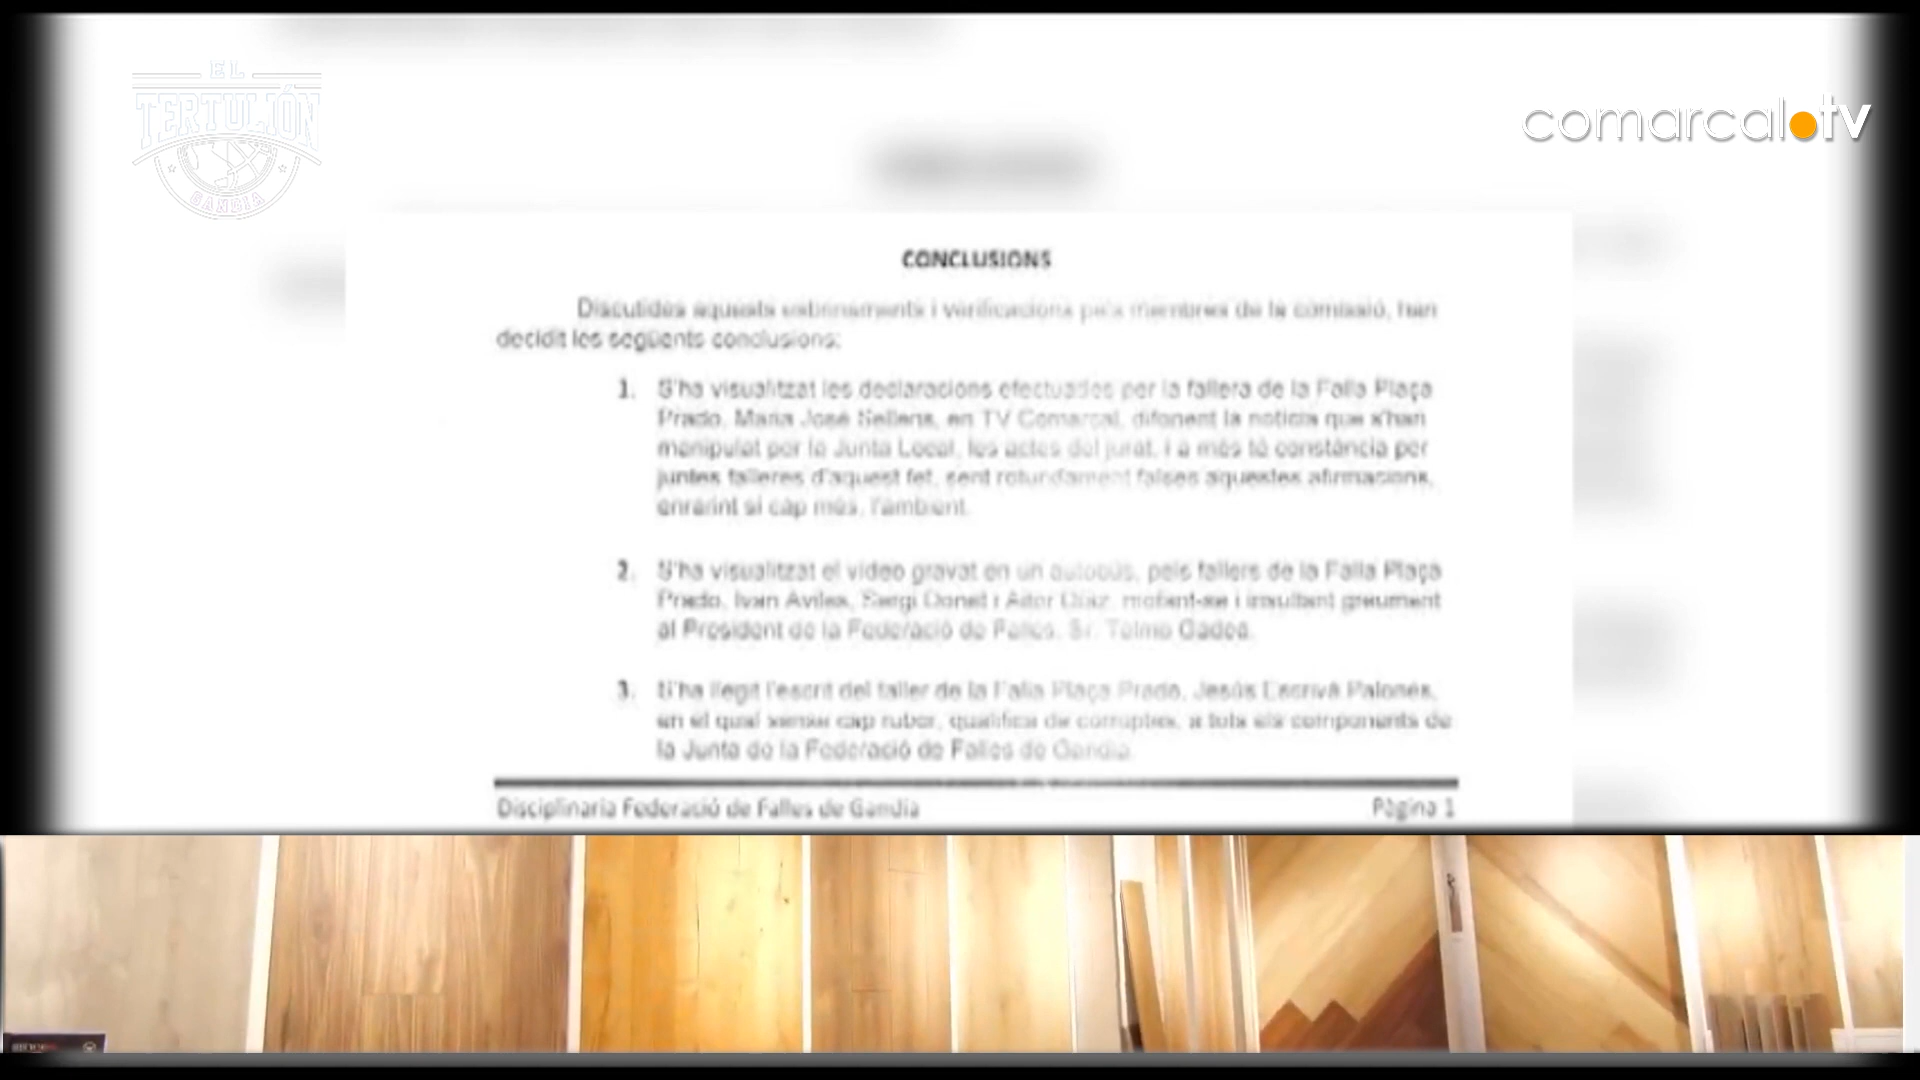 EL
TERTULIÓN
GANDIA
comarcal.tv
CONCLUSIONS
Discutides aquests estrinaments i verificacions pels membres de la comissió, han
decidit les següents conclusions:
1. S'ha visualitzat les declaracions efectuades per la fallera de la Falla Plaça
Prado, Maria José Sellens, en TV Comarcal, difonent la notícia que s'han
manipulat por la Junta Local, les actes del jurat, i a més té constància per
juntes falleres d'aquest fet, sent rotundament falses aquestes afirmacions,
enrarint si cap més, l'ambient.
2. S'ha visualitzat el vídeo gravat en un autobús, pels fallers de la Falla Plaça
Prado, Ivan Aviles, Sergi Donet i Aitor Díaz, mofant-se i insultant greument
al President de la Federació de Falles, Sr. Telmo Gadea.
3. S'ha llegit l'escrit del faller de la Falla Plaça Prado, Jesús Escrivà
en el qual sense cap rubor, qualifica de corruptes, a tots els components de
la Junta de la Federació de Falles de Gandia.
Disciplinaria Federació de Falles de Gandia
Pàgina 1